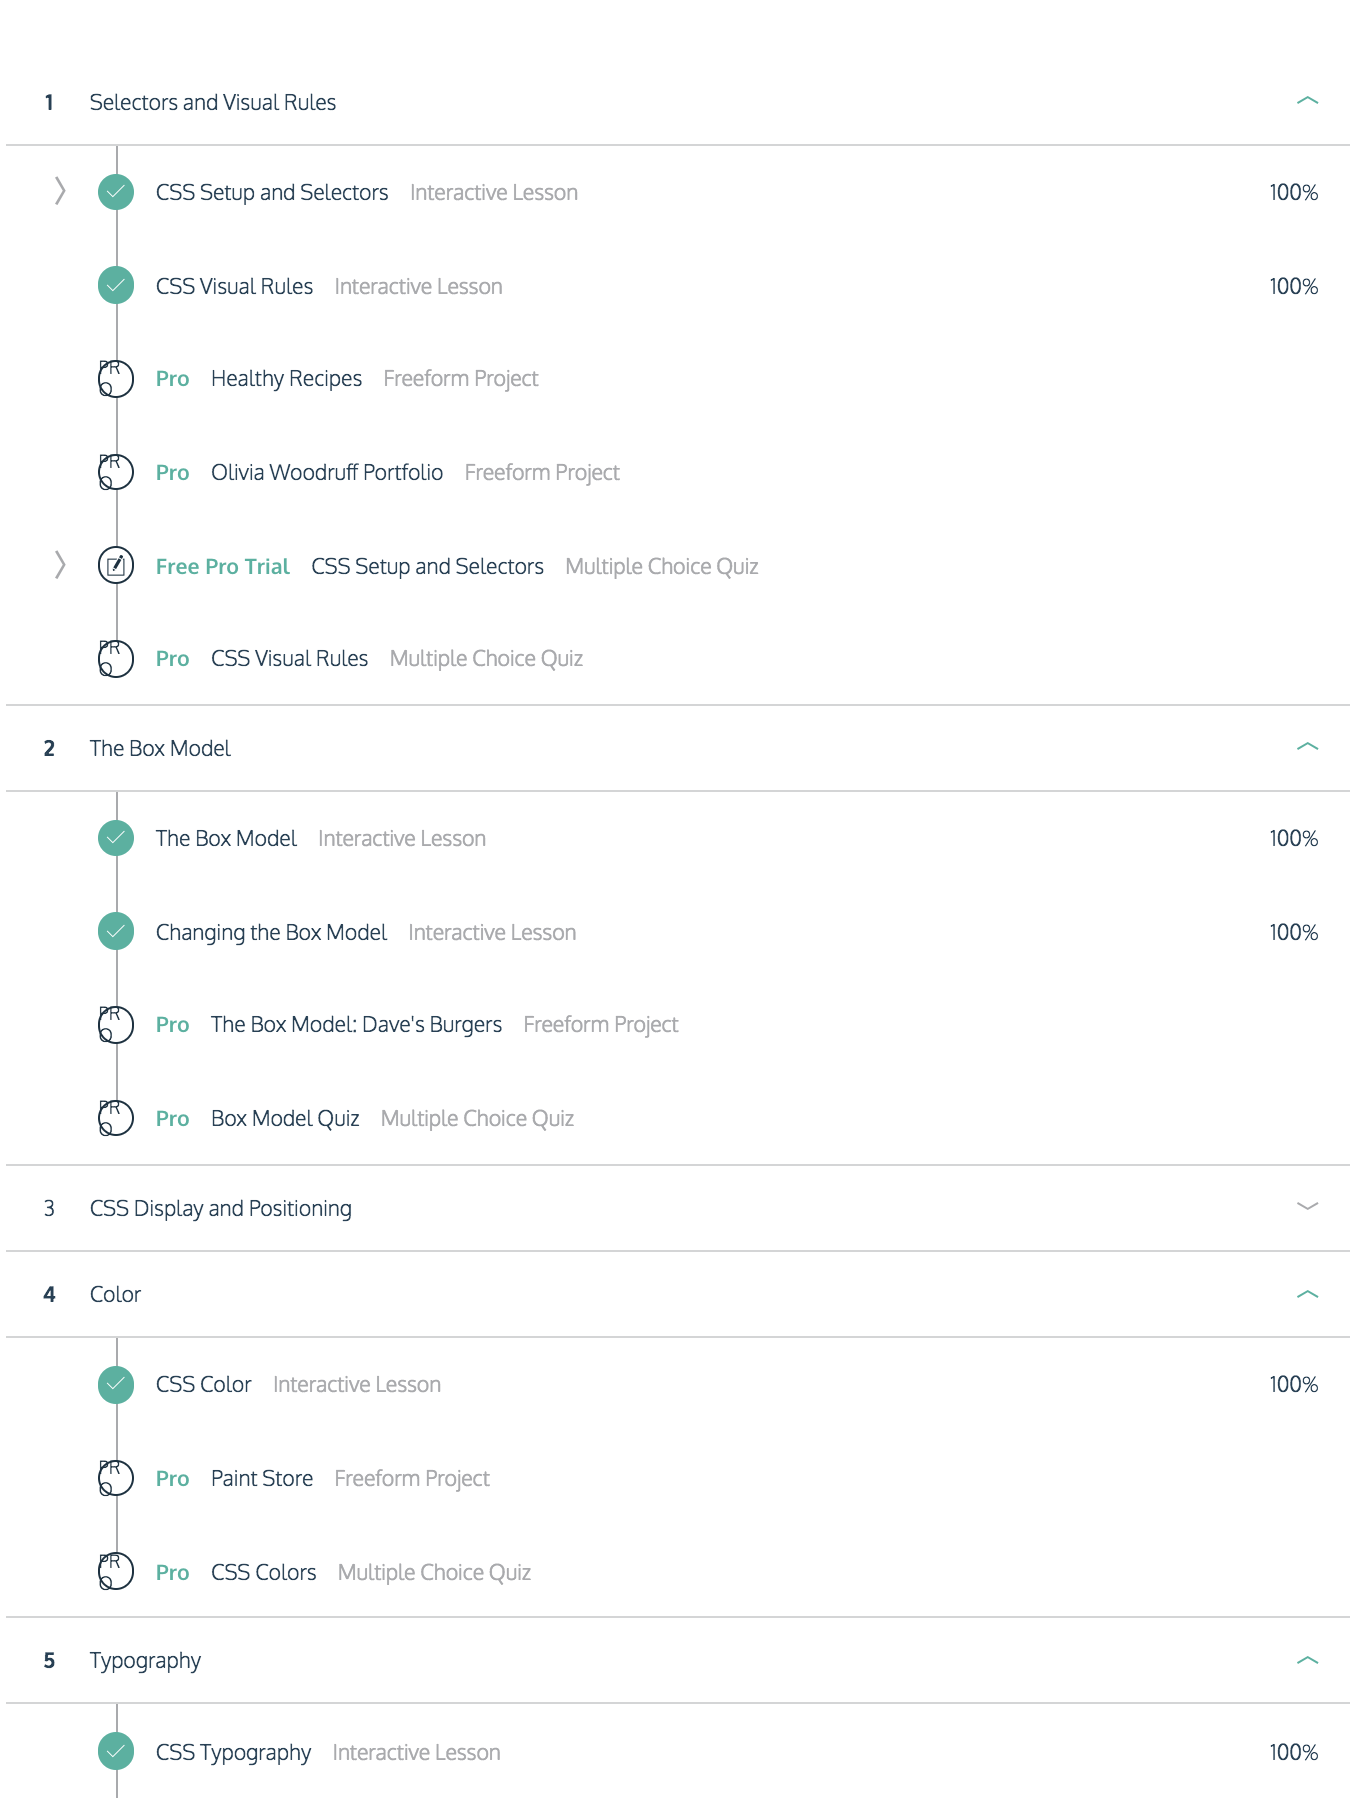 1 Selectors and Visual Rules
CSS Setup and Selectors Interactive Lesson 100%
CSS Visual Rules Interactive Lesson 100%
PRO Pro Healthy Recipes Freeform Project
PRO Pro Olivia Woodruff Portfolio Freeform Project
Free Pro Trial CSS Setup and Selectors Multiple Choice Quiz
PRO Pro CSS Visual Rules Multiple Choice Quiz
2 The Box Model
The Box Model Interactive Lesson 100%
Changing the Box Model Interactive Lesson 100%
PRO Pro The Box Model: Dave's Burgers Freeform Project
PRO Pro Box Model Quiz Multiple Choice Quiz
3 CSS Display and Positioning
4 Color
CSS Color Interactive Lesson 100%
PRO Pro Paint Store Freeform Project
PRO Pro CSS Colors Multiple Choice Quiz
5 Typography
CSS Typography Interactive Lesson 100%